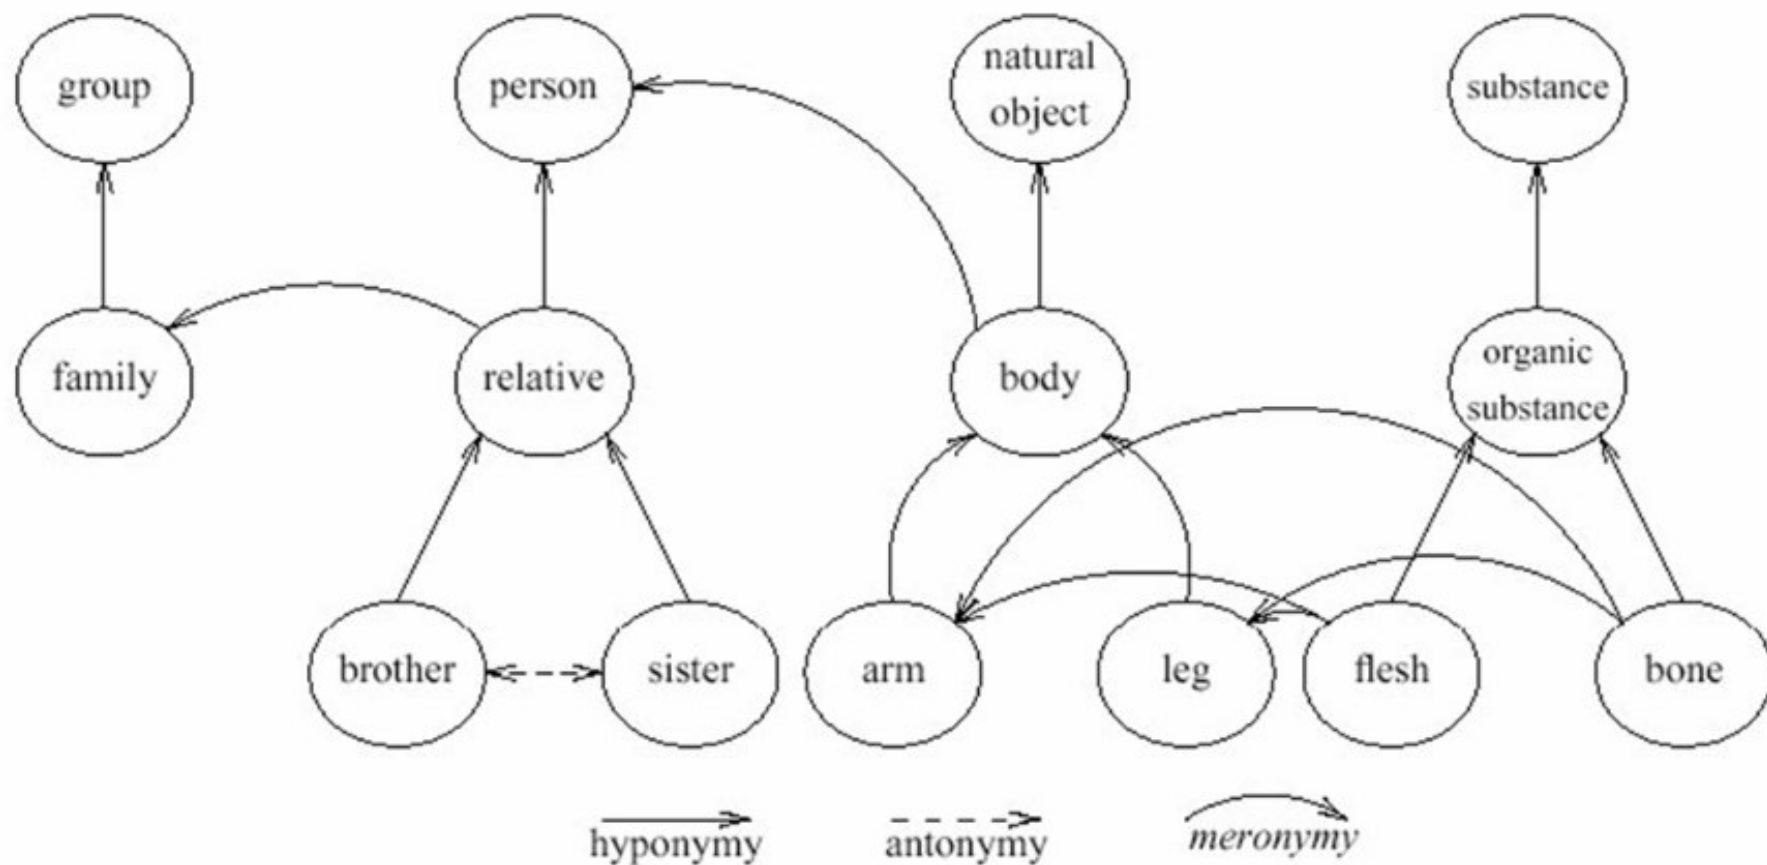 group
person
natural
object
substance
family
relative
body
organic
substance
brother
sister
arm
leg
flesh
bone
hyponymy
antonymy
meronymy